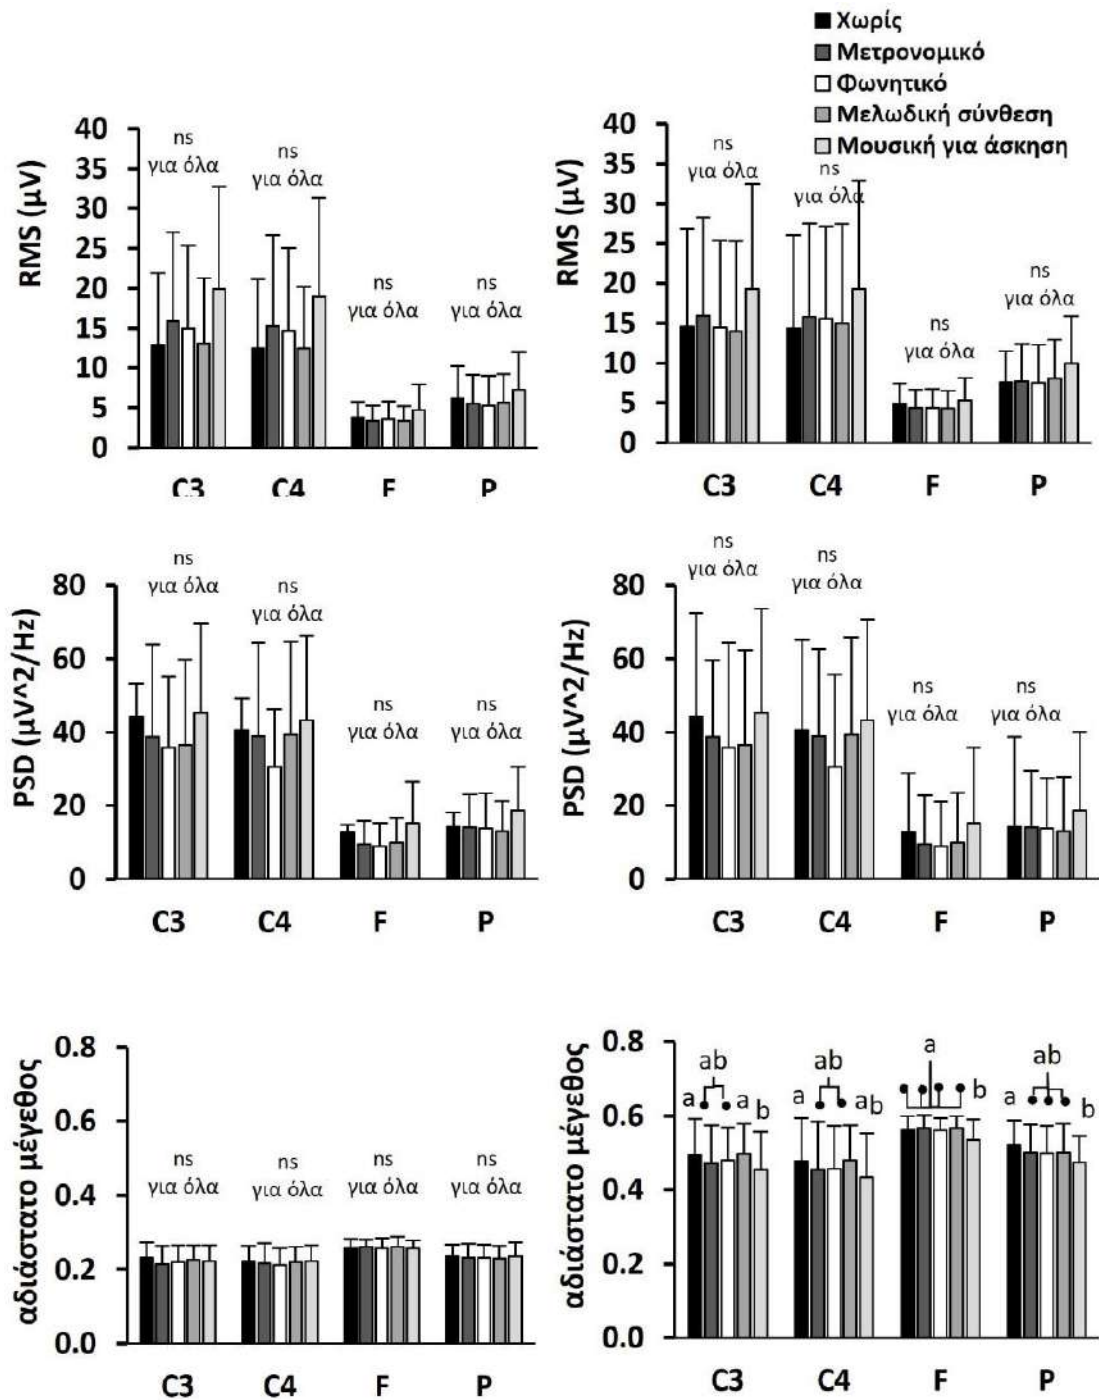 Χωρίς
Μετρονομικό
Φωνητικό
Μελωδική σύνθεση
Μουσική για άσκηση
RMS (μV)
40
35
30
25
20
15
10
5
0
ns
για όλα
ns
για όλα
ns
για όλα
ns
για όλα
C3 C4 F P
RMS (μV)
40
35
30
25
20
15
10
5
0
ns
για όλα
ns
για όλα
ns
για όλα
ns
για όλα
C3 C4 F P
PSD (μV^2/Hz)
80
60
40
20
0
ns
για όλα
ns
για όλα
ns
για όλα
ns
για όλα
C3 C4 F P
PSD (μV^2/Hz)
80
60
40
20
0
ns
για όλα
ns
για όλα
ns
για όλα
ns
για όλα
C3 C4 F P
αδιάστατο μέγεθος
0.8
0.6
0.4
0.2
0.0
ns
για όλα
ns
για όλα
ns
για όλα
ns
για όλα
C3 C4 F P
αδιάστατο μέγεθος
0.8
0.6
0.4
0.2
0.0
a ab a b
a ab ab
a b
a ab b
C3 C4 F P